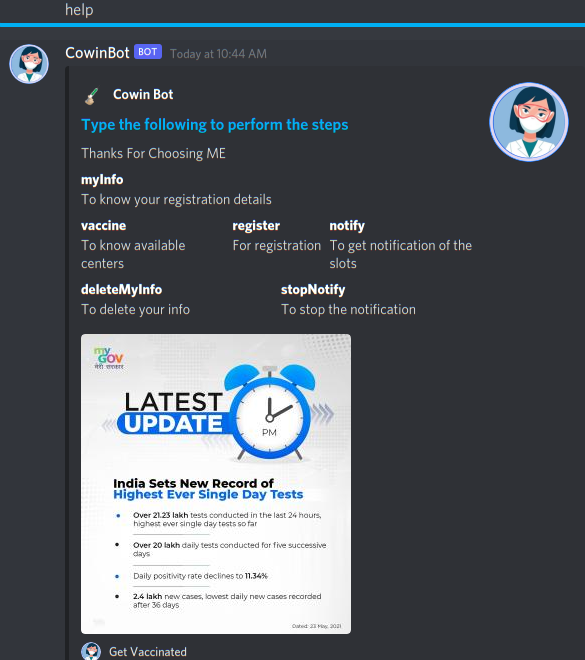 help
CowinBot BOT Today at 10:44 AM
Cowin Bot
Type the following to perform the steps
Thanks For Choosing ME
myInfo
To know your registration details
vaccine register notify
To know available For registration To get notification of the
centers slots
deleteMyInfo stopNotify
To delete your info To stop the notification
my
GOV
मेरी सरकार
LATEST
UPDATE
PM
India Sets New Record of
Highest Ever Single Day Tests
Over 21.23 lakh tests conducted in the last 24 hours,
highest ever single day tests so far
Over 20 lakh daily tests conducted for five successive
days
Daily positivity rate declines to 11.34%
2.4 lakh new cases, lowest daily new cases recorded
after 36 days
Dated: 23 May, 2021
Get Vaccinated